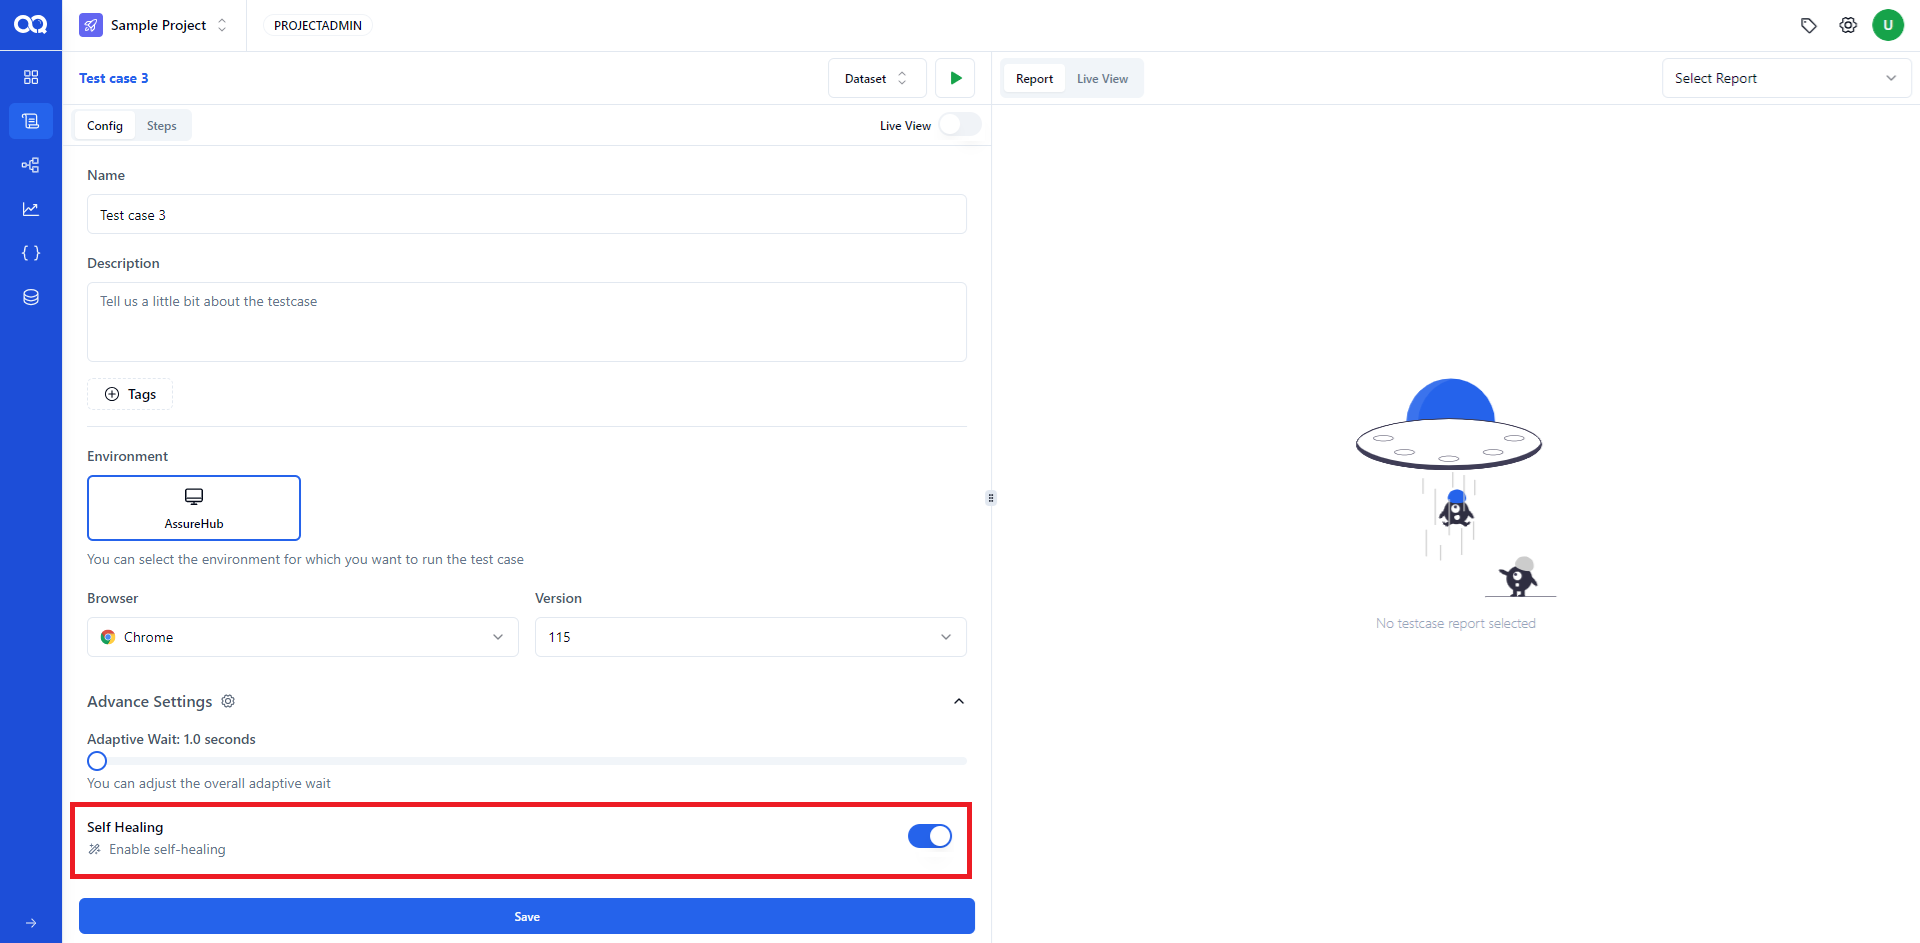 Sample Project
PROJECTADMIN
U
Test case 3
Dataset
Config
Steps
Live View
Name
Test case 3
Description
Tell us a little bit about the testcase
Tags
Environment
AssureHub
You can select the environment for which you want to run the test case
Browser
Version
Chrome
115
Advance Settings
Adaptive Wait: 1.0 seconds
You can adjust the overall adaptive wait
Self Healing
Enable self-healing
Save
Report
Live View
Select Report
No testcase report selected